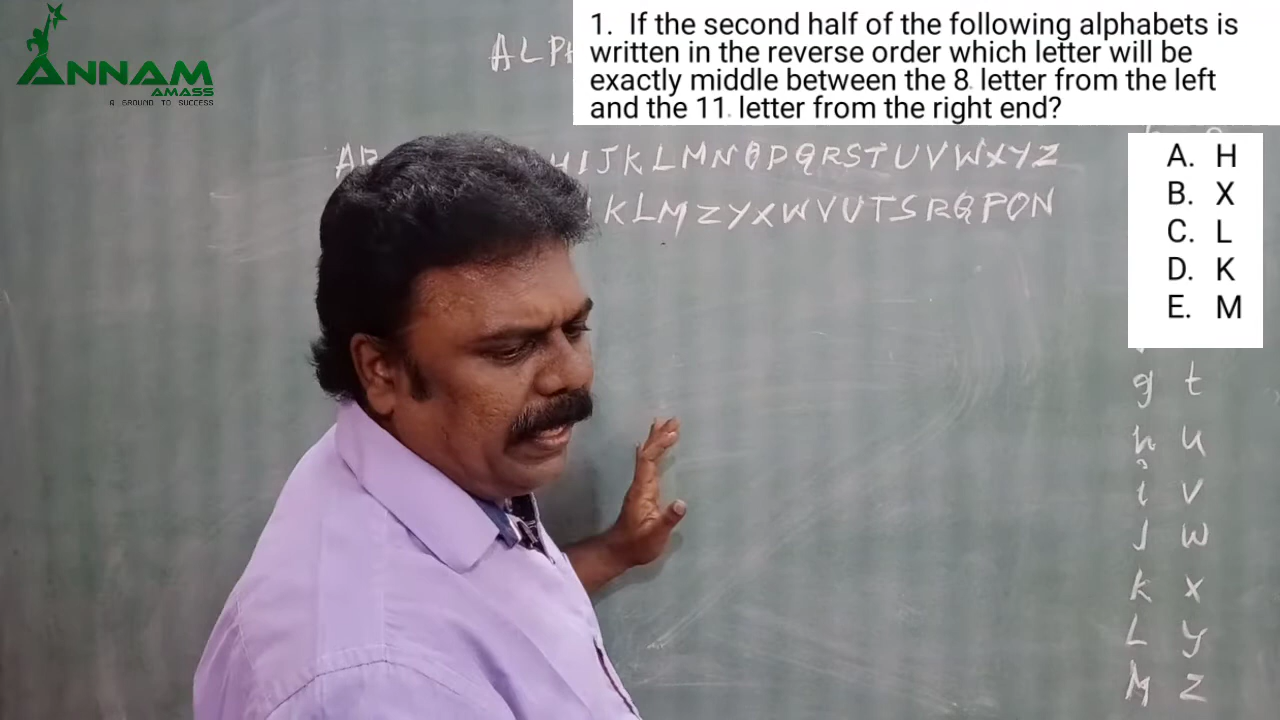 ANNAM
AMASS
A GROUND TO SUCCESS
1. If the second half of the following alphabets is
written in the reverse order which letter will be
exactly middle between the 8. letter from the left
and the 11. letter from the right end?
A. H
B. X
C. L
D. K
E. M
ALPH
AB HIJKLMNOPQRSTUVWXYZ
KLMZYXWVUTSRQPON
g t
h u
i v
J W
K X
L y
M Z